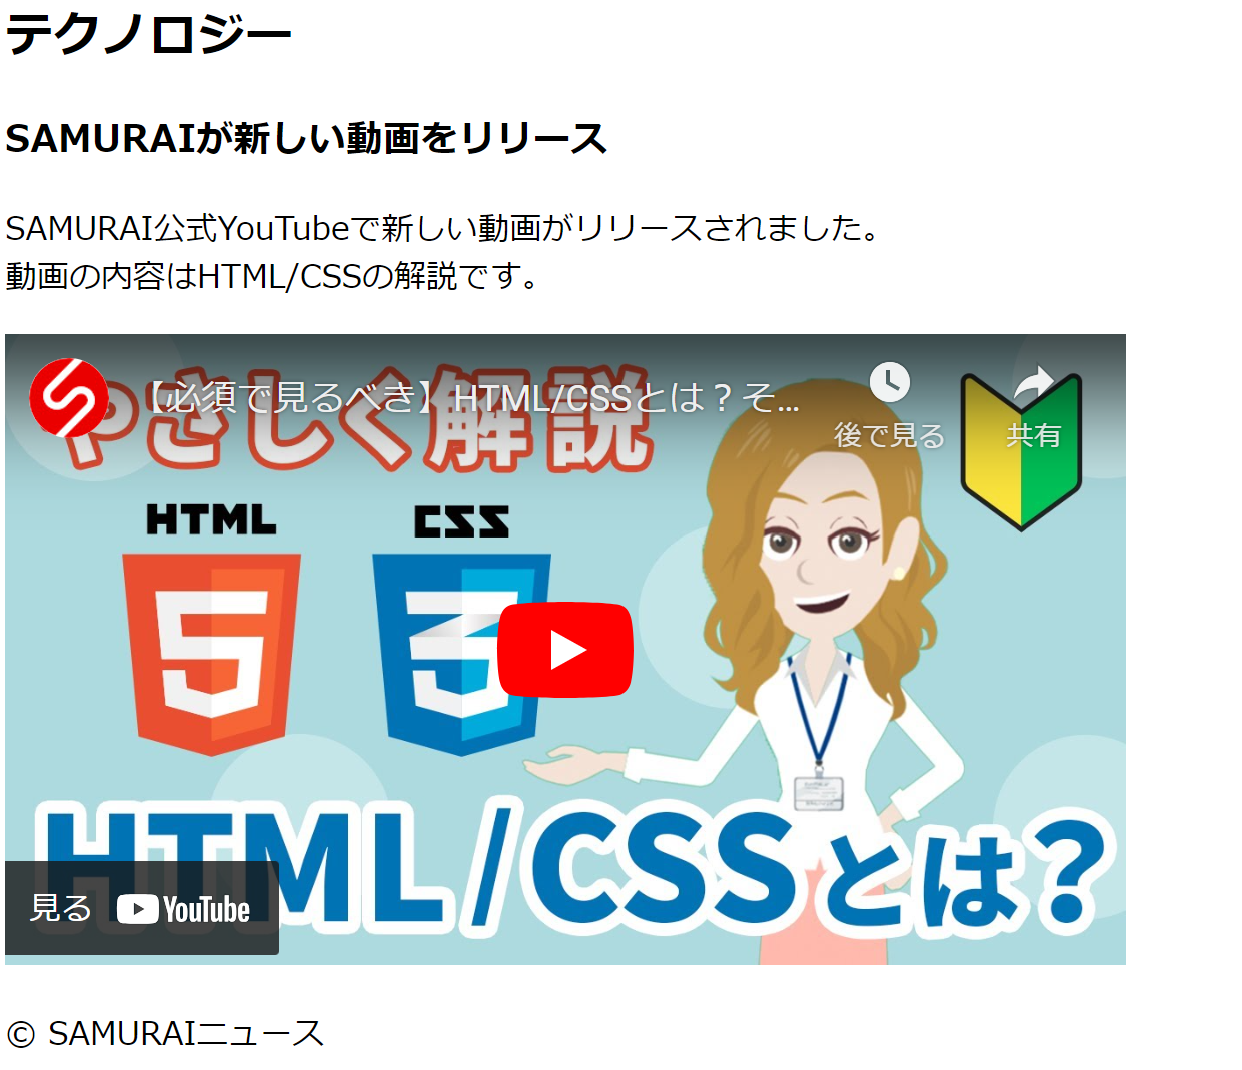 テクノロジー
SAMURAIが新しい動画をリリース
SAMURAI公式YouTubeで新しい動画がリリースされました。
動画の内容はHTML/CSSの解説です。
【必須で見るべき】HTML/CSSとは？そ...
後で見る
共有
やさしく解説
HTML
CSS
5
3
HTML/CSSとは?
見る YouTube
© SAMURAIニュース